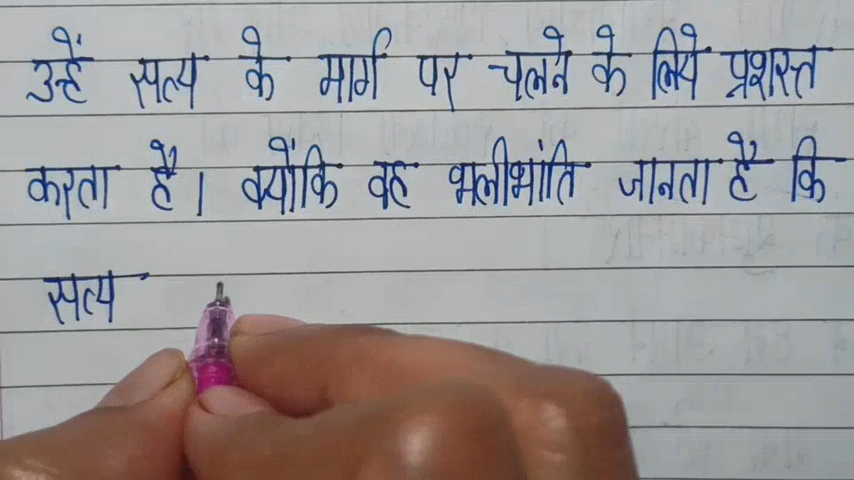 उन्हें सत्य के मार्ग पर चलने के लिये प्रशस्त
करता है। क्योंकि वह भलीभांति जानता है कि
सत्य